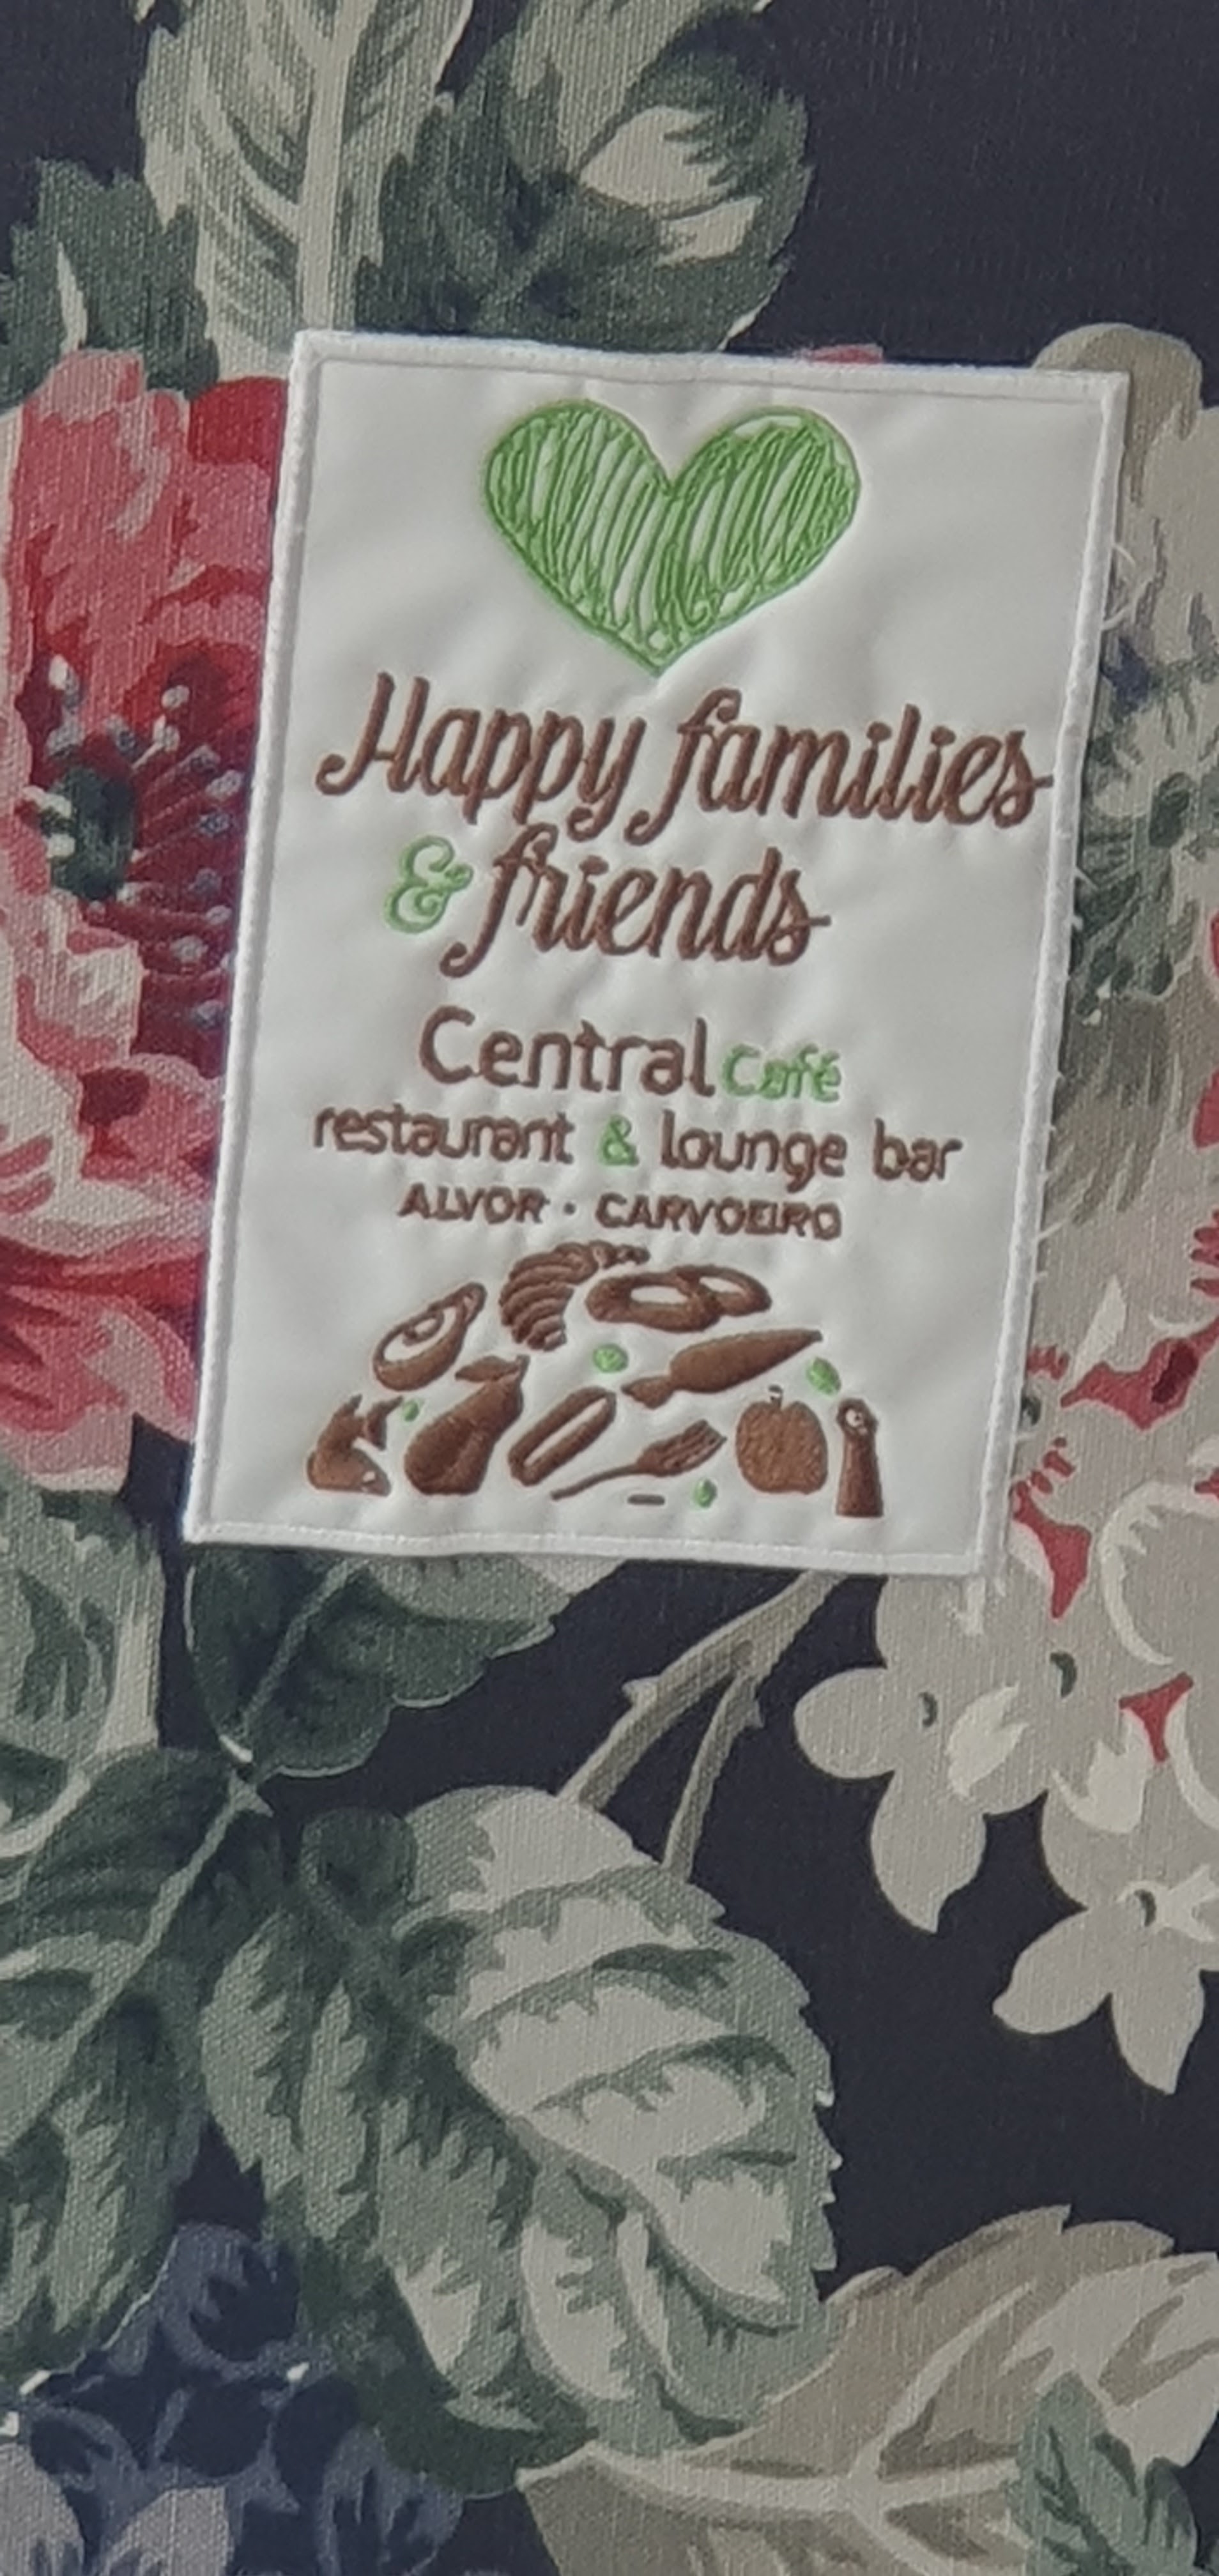 Happy families
& friends
Central Café
restaurant & lounge bar
ALVOR · CARVOEIRO